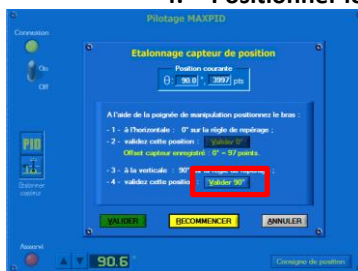 Pilotage MAXPID
Connexion
Etalonnage capteur de position
On
Off
Position courante
θ: 90.0 °, 3997 pts
A l'aide de la poignée de manipulation positionnez le bras :
- 1 - à l'horizontale : 0° sur la règle de repérage ;
- 2 - validez cette position : Valider 0°
Offset capteur enregistré : 0° = 97 points.
- 3 - à la verticale : 90° sur la règle de repérage ;
- 4 - validez cette position : Valider 90°
PID
Etalonner capteur
VALIDER RECOMMENCER ANNULER
Asservi
90.6 °
Consigne de position